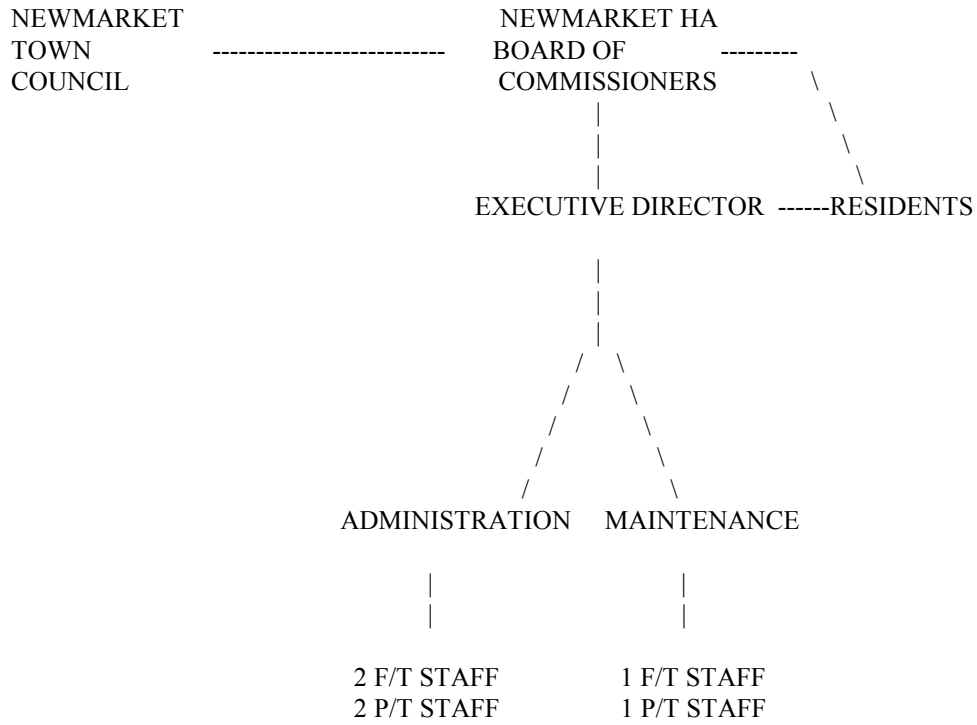 NEWMARKET NEWMARKET HA
TOWN -------------------------- BOARD OF ---------
COUNCIL COMMISSIONERS \
| \
| \
| \
| \
EXECUTIVE DIRECTOR ------RESIDENTS
|
|
|
/ \
/ \
/ \
/ \
/ \
ADMINISTRATION MAINTENANCE
| |
| |
2 F/T STAFF 1 F/T STAFF
2 P/T STAFF 1 P/T STAFF